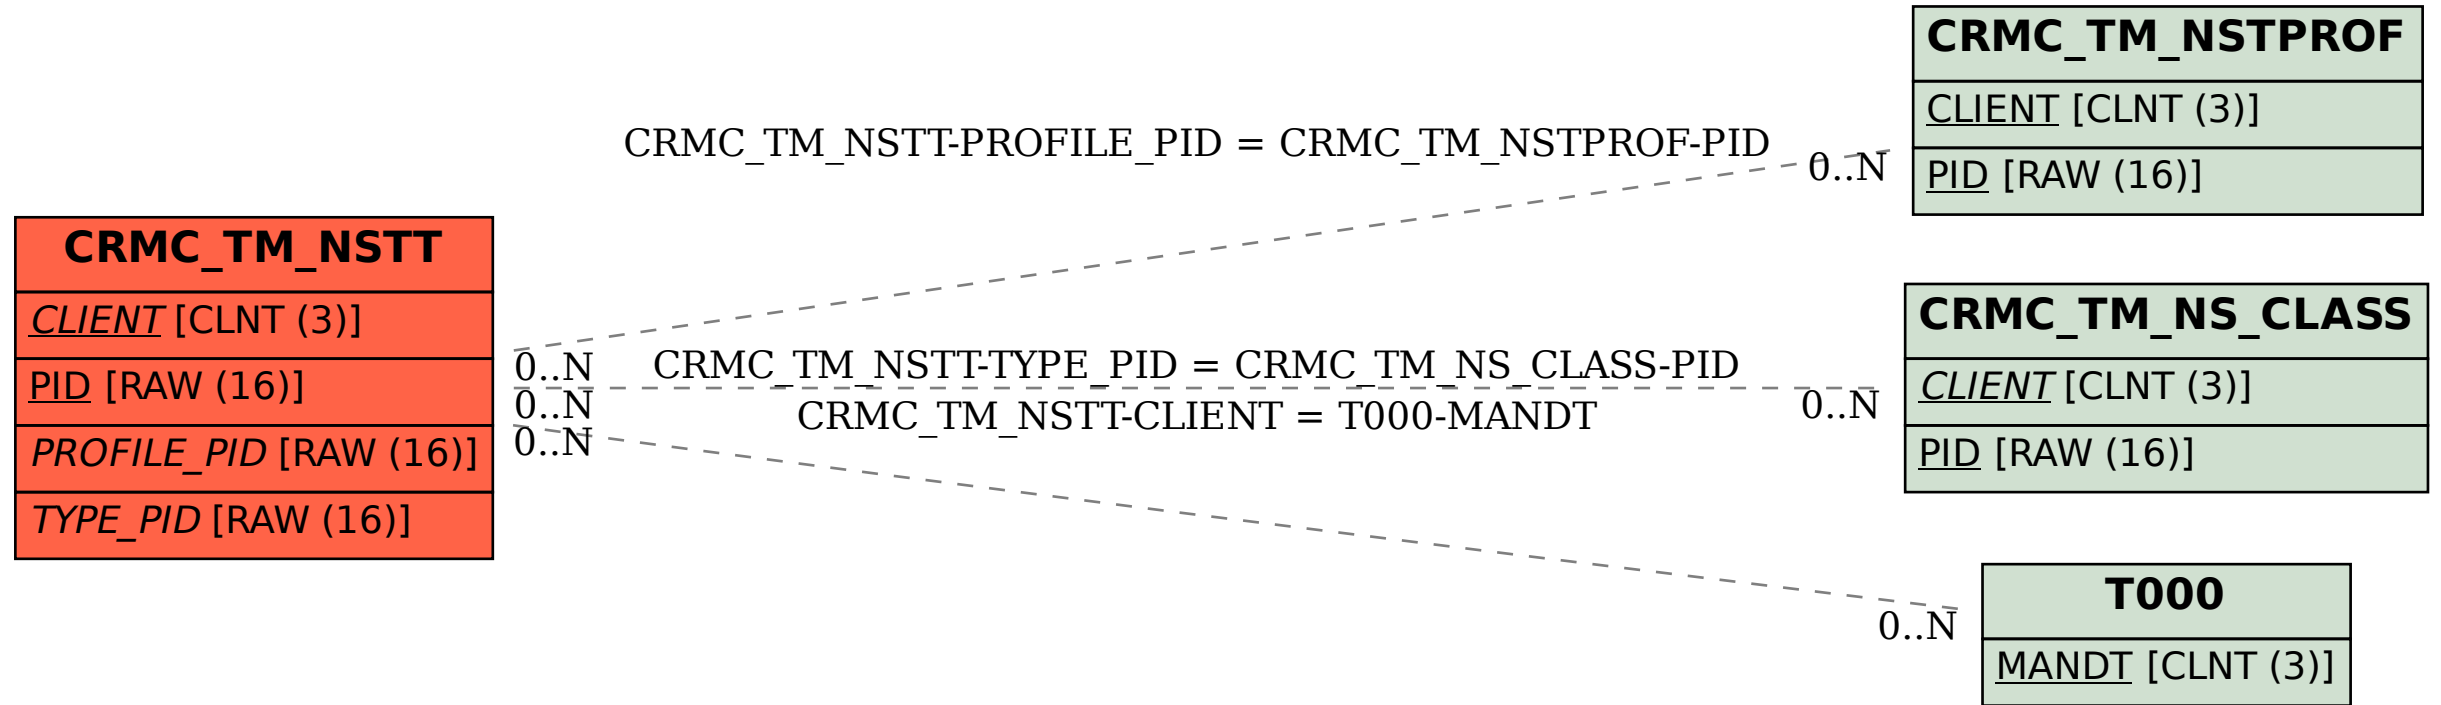 CRMC_TM_NSTT
CLIENT [CLNT (3)]
PID [RAW (16)]
PROFILE_PID [RAW (16)]
TYPE_PID [RAW (16)]
CRMC_TM_NSTT-PROFILE_PID = CRMC_TM_NSTPROF-PID
0..N
0..N
CRMC_TM_NSTT-TYPE_PID = CRMC_TM_NS_CLASS-PID
0..N
0..N
CRMC_TM_NSTT-CLIENT = T000-MANDT
0..N
0..N
CRMC_TM_NSTPROF
CLIENT [CLNT (3)]
PID [RAW (16)]
CRMC_TM_NS_CLASS
CLIENT [CLNT (3)]
PID [RAW (16)]
T000
MANDT [CLNT (3)]